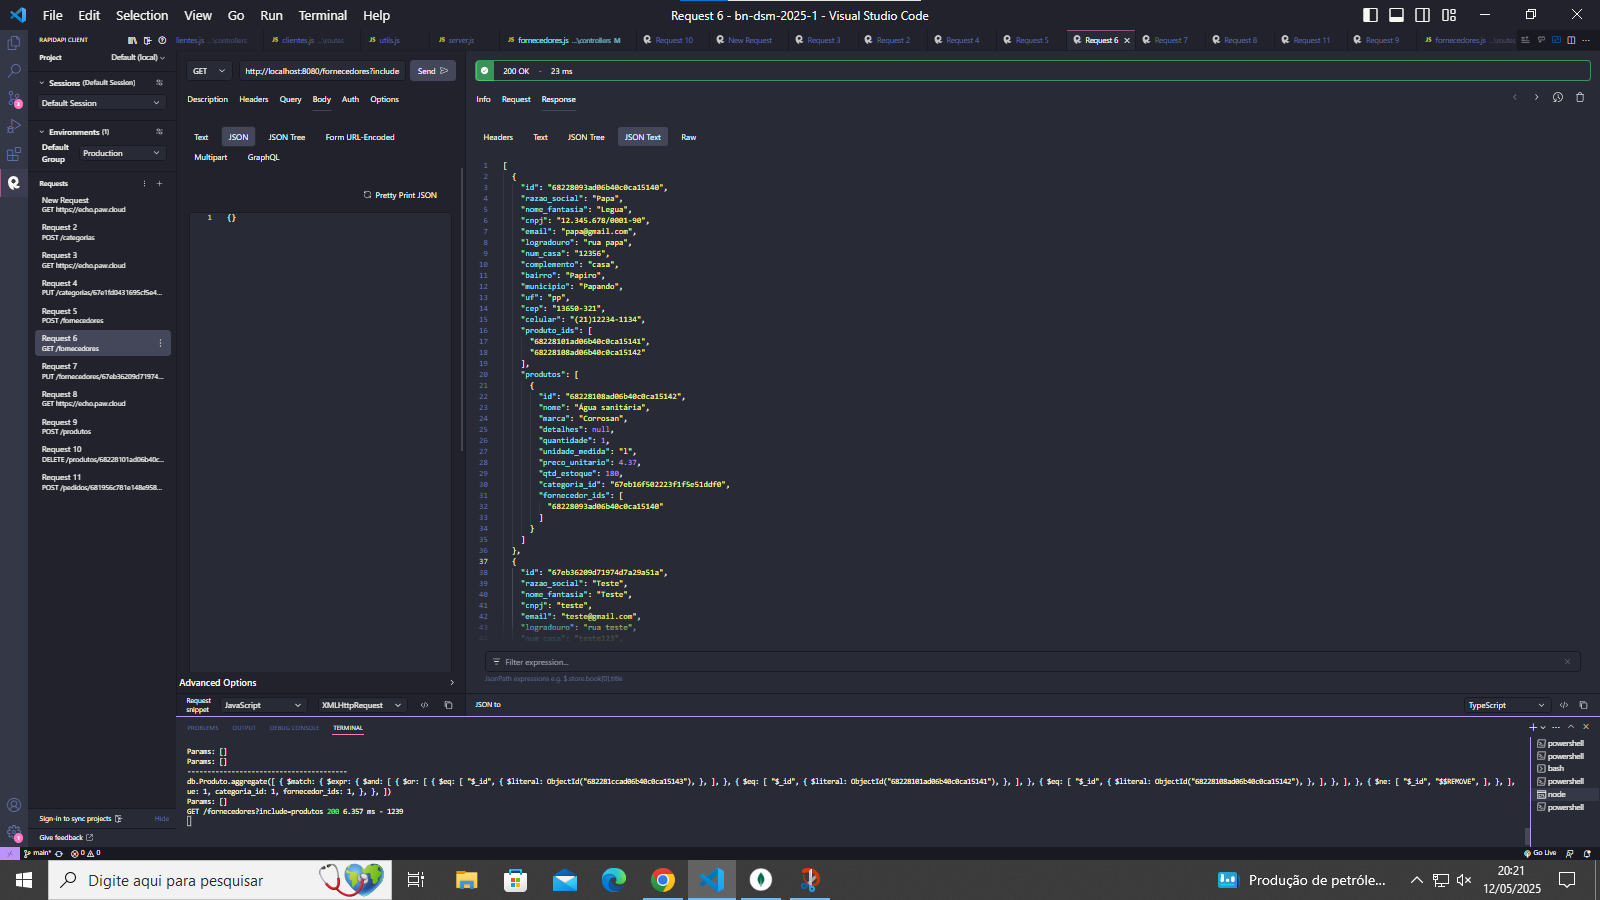 File Edit Selection View Go Run Terminal Help
Request 6 - bn-dsm-2025-1 - Visual Studio Code
RAPIDAPI CLIENT
clientes.js ...\routes
utils.js
server.js
fornecedores.js ...\controllers M
Request 10
New Request
Request 3
Request 2
Request 4
Request 5
Request 6
Request 7
Request 8
Request 11
Request 9
fornecedores.js ...\routes
Project
Default (local)
Sessions (Default Session)
Default Session
Environments (1)
Default Group
Production
Requests
New Request
GET https://echo.paw.cloud
Request 2
POST /categorias
Request 3
GET https://echo.paw.cloud
Request 4
PUT /categorias/67e1fd0431695cf5e4...
Request 5
POST /fornecedores
Request 6
GET /fornecedores
Request 7
PUT /fornecedores/67eb36209d71974...
Request 8
GET https://echo.paw.cloud
Request 9
POST /produtos
Request 10
DELETE /produtos/68228101ad06b40c...
Request 11
POST /pedidos/681956c781e148e958...
Sign-in to sync projects
Hide
Give feedback
GET
http://localhost:8080/fornecedores?include
Send
Description Headers Query Body Auth Options
Text JSON JSON Tree Form URL-Encoded
Multipart GraphQL
Pretty Print JSON
1 {}
Advanced Options
Request snippet
JavaScript
XMLHttpRequest
200 OK - 23 ms
Info Request Response
Headers Text JSON Tree JSON Text Raw
1 [
2 {
3 "id": "68228093ad06b40c0ca15140",
4 "razao_social": "Papa",
5 "nome_fantasia": "Legua",
6 "cnpj": "12.345.678/0001-90",
7 "email": "papa@gmail.com",
8 "logradouro": "rua papa",
9 "num_casa": "12356",
10 "complemento": "casa",
11 "bairro": "Papiro",
12 "municipio": "Papando",
13 "uf": "pp",
14 "cep": "13650-321",
15 "celular": "(21)12234-1134",
16 "produto_ids": [
17 "68228101ad06b40c0ca15141",
18 "68228108ad06b40c0ca15142"
19 ],
20 "produtos": [
21 {
22 "id": "68228108ad06b40c0ca15142",
23 "nome": "Água sanitária",
24 "marca": "Corrosan",
25 "detalhes": null,
26 "quantidade": 1,
27 "unidade_medida": "l",
28 "preco_unitario": 4.37,
29 "qtd_estoque": 180,
30 "categoria_id": "67eb16f502223f1f5e51ddf0",
31 "fornecedor_ids": [
32 "68228093ad06b40c0ca15140"
33 ]
34 }
35 ]
36 },
37 {
38 "id": "67eb36209d71974d7a29a51a",
39 "razao_social": "Teste",
40 "nome_fantasia": "Teste",
41 "cnpj": "teste",
42 "email": "teste@gmail.com",
43 "logradouro": "rua teste",
44 "num_casa": "teste123",
Filter expression...
JsonPath expressions e.g. $.store.book[0].title
JSON to
TypeScript
PROBLEMS OUTPUT DEBUG CONSOLE TERMINAL
Params: []
Params: []
----------------------------------------
db.Produto.aggregate([ { $match: { $expr: { $and: [ { $or: [ { $eq: [ "$_id", { $literal: ObjectId("682281ccad06b40c0ca15143"), }, ], }, { $eq: [ "$_id", { $literal: ObjectId("68228101ad06b40c0ca15141"), }, ], }, { $eq: [ "$_id", { $literal: ObjectId("68228108ad06b40c0ca15142"), }, ], }, ], }, { $ne: [ "$_id", "$$REMOVE", ], }, ],
ue: 1, categoria_id: 1, fornecedor_ids: 1, }, }, ])
Params: []
GET /fornecedores?include=produtos 200 6.357 ms - 1239
powershell
powershell
bash
powershell
node
powershell
main*
0 0
Go Live
Digite aqui para pesquisar
Produção de petróle...
20:21
12/05/2025